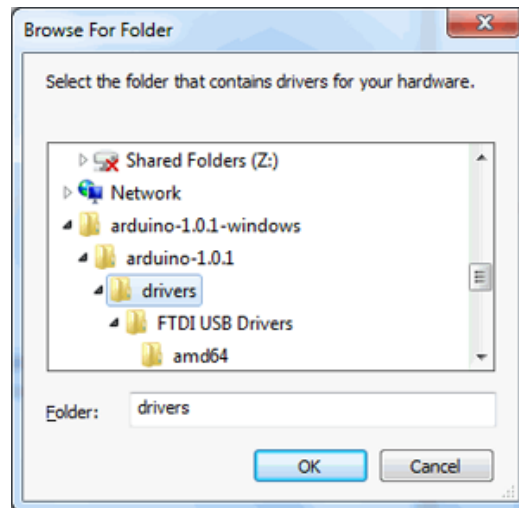 Browse For Folder
Select the folder that contains drivers for your hardware.
Shared Folders (Z:)
Network
arduino-1.0.1-windows
arduino-1.0.1
drivers
FTDI USB Drivers
amd64
Folder: drivers
OK Cancel